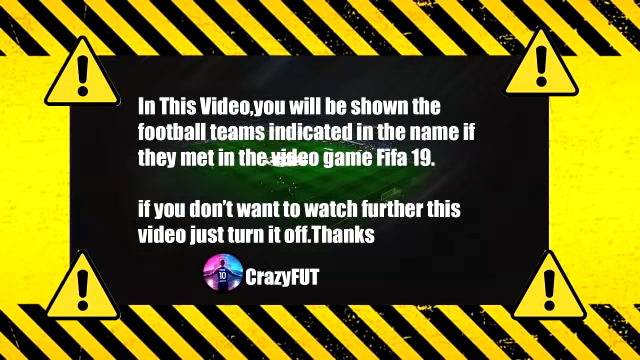 In This Video,you will be shown the
football teams indicated in the name if
they met in the video game Fifa 19.
if you don't want to watch further this
video just turn it off.Thanks
10
CrazyFUT